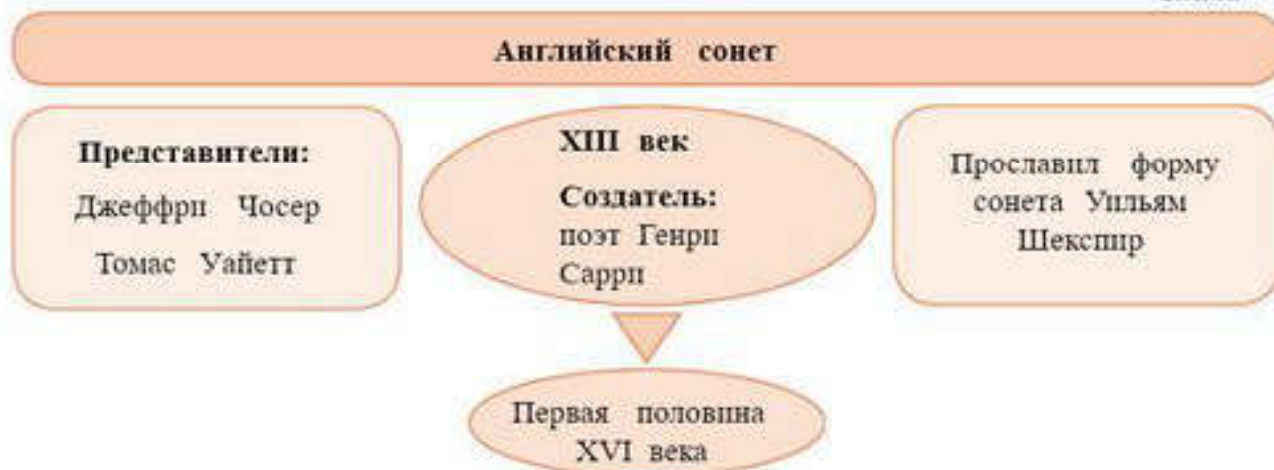 Английский сонет
Представители:
Джеффри Чосер
Томас Уайетт
XIII век
Создатель:
поэт Генри
Сарри
Прославил форму
сонета Уильям
Шекспир
Первая половина
XVI века